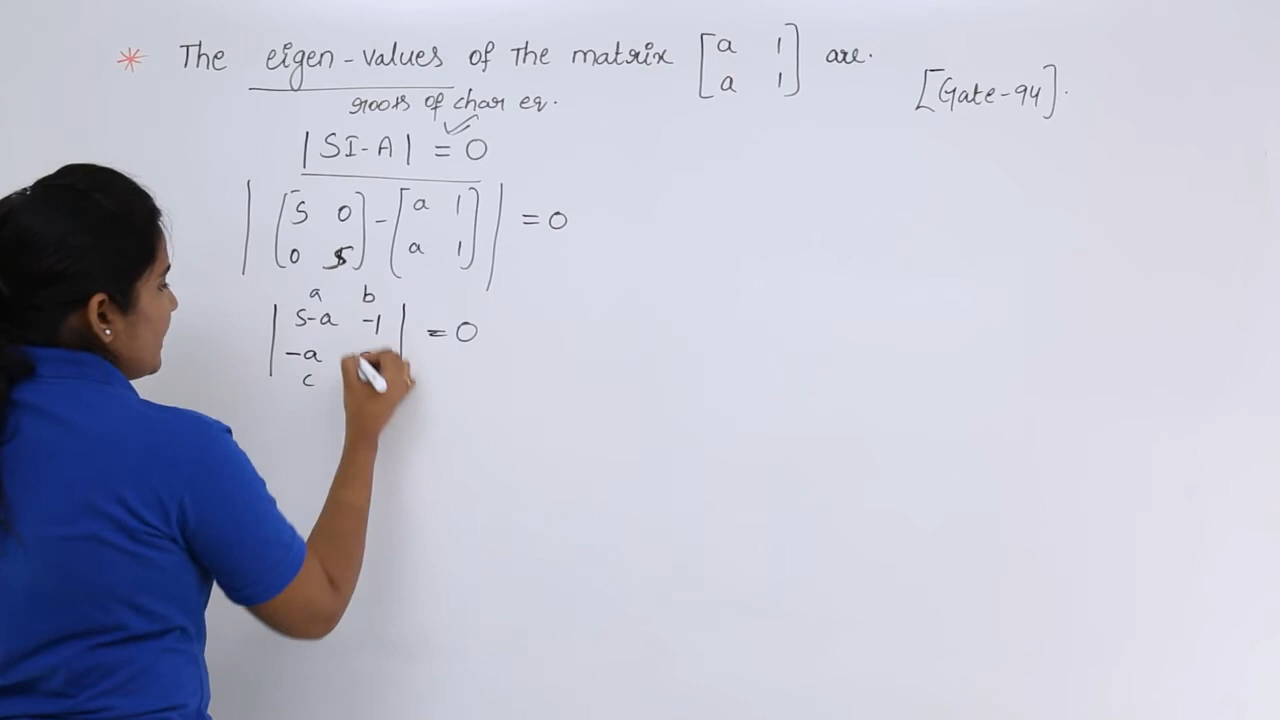 * The eigen-values of The matrix [a 1 are.
a 1] [Gate-94].
roots of char eq.
|SI-A| = 0
| [S 0 - [a 1 | = 0
0 S] a 1]
a b
| S-a -1 | = 0
-a
c